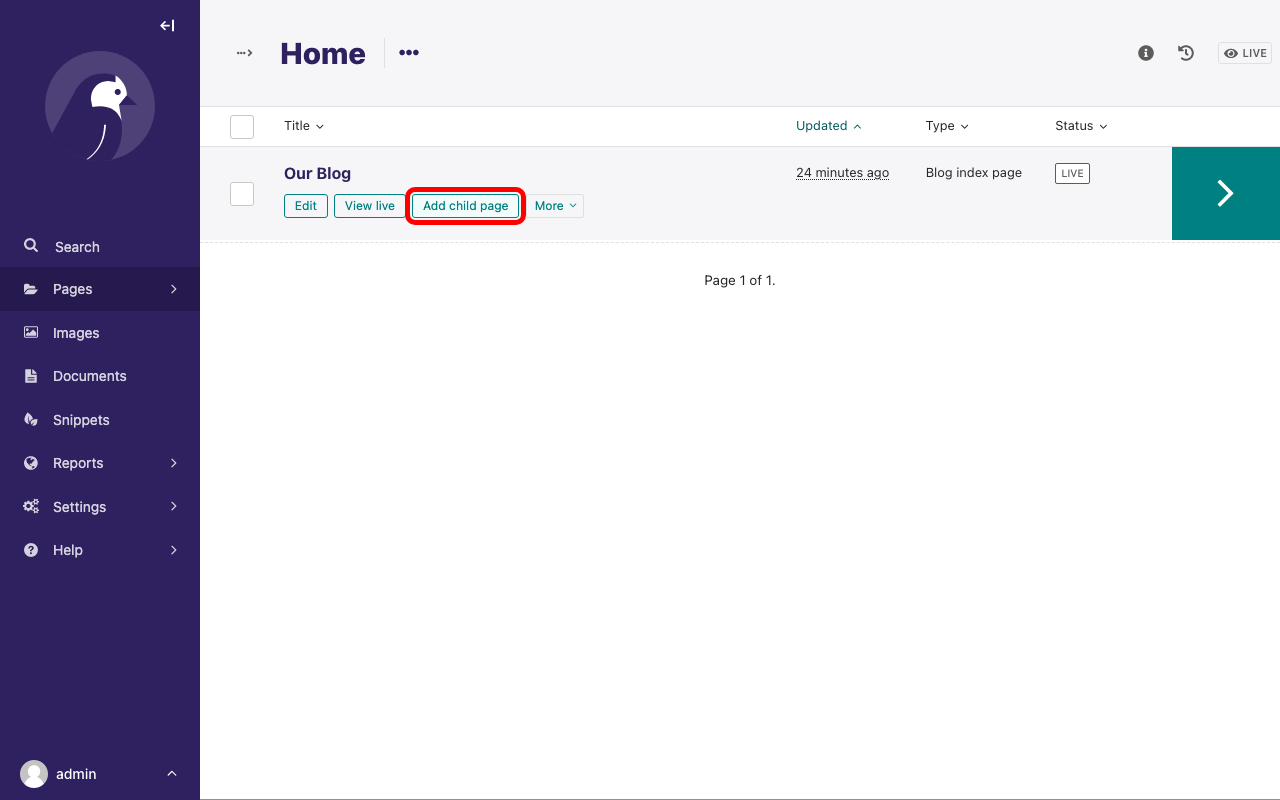 Home
LIVE
Title Updated Type Status
Our Blog 24 minutes ago Blog index page LIVE
Edit View live Add child page More
Page 1 of 1.
Search
Pages
Images
Documents
Snippets
Reports
Settings
Help
admin